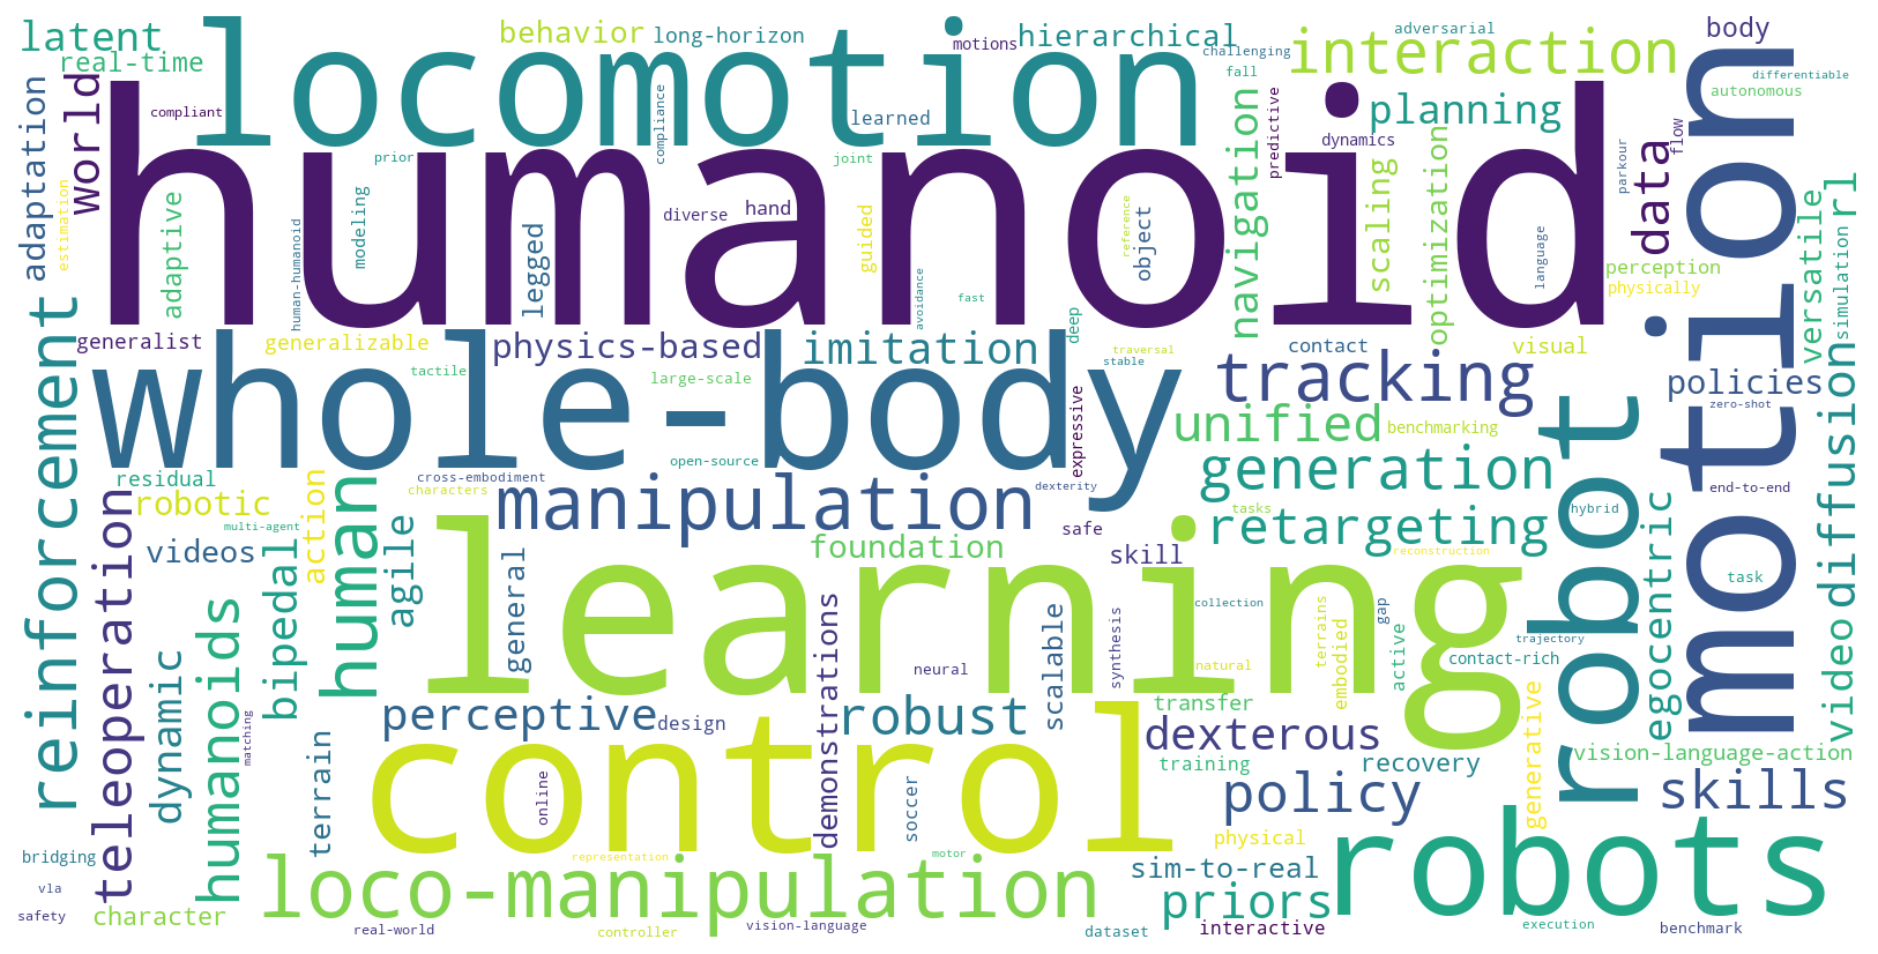 latent
locomotion
behavior
long-horizon
motions
hierarchical
challenging
adversarial
interaction
body
real-time
fall
differentiable
autonomous
adaptation
world
compliant
humanoid
compliance
learned
navigation
predictive
planning
dynamics
flow
motion
prior
joint
data
parkour
scaling
optimization
estimation
adaptive
human-humanoid
modeling
legged
diverse
hand
guided
object
reference
language
perception
physically
versatile
simulation
rl
avoidance
fast
reinforcement
generalist
generalizable
physics-based
imitation
deep
traversal
stable
contact
visual
whole-body
tactile
large-scale
tracking
policies
zero-shot
expressive
unified
benchmarking
robot
diffusion
residual
cross-embodiment
open-source
generation
robotic
characters
manipulation
dexterity
end-to-end
teleoperation
human
action
multi-agent
safe
tasks
retargeting
hybrid
egocentric
videos
bipedal
agile
learning
foundation
skill
reconstruction
general
task
humanoids
demonstrations
scalable
synthesis
collection
terrains
embodied
gap
active
trajectory
contact-rich
video
dynamic
neural
natural
matching
perceptive
design
robust
transfer
generative
terrain
control
dexterous
training
recovery
vision-language-action
online
soccer
policy
skills
physical
robots
bridging
representation
motor
loco-manipulation
sim-to-real
vla
priors
safety
character
real-world
controller
vision-language
dataset
interactive
execution
benchmark